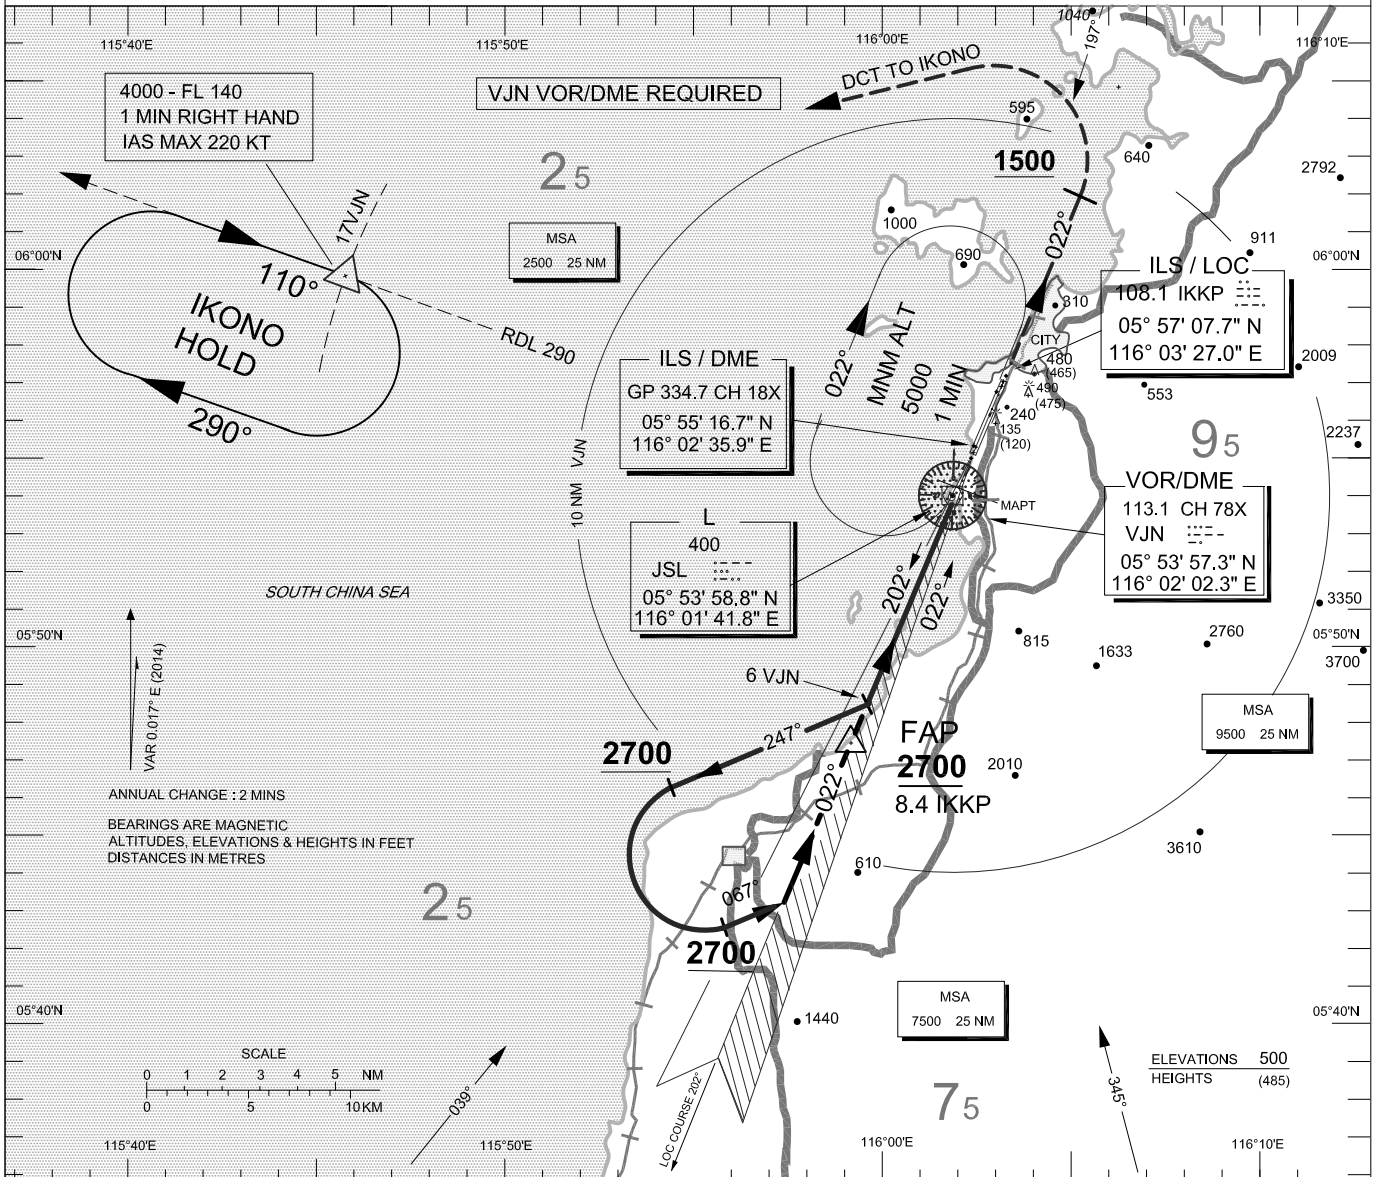 115°40'E
115°50'E
116°00'E
1040
197°
116°10'E
4000 - FL 140
1 MIN RIGHT HAND
IAS MAX 220 KT
VJN VOR/DME REQUIRED
DCT TO IKONO
595
1500
640
2792
25
MSA
2500 25 NM
1000
690
17VJN
022°
911
06°00'N
06°00'N
110°
IKONO
HOLD
290°
RDL 290
ILS / LOC
108.1 IKKP
05° 57' 07.7" N
116° 03' 27.0" E
310
CITY
480
(465)
490
(475)
240
135
(120)
2009
553
022°
MNM ALT
5000
1 MIN
ILS / DME
GP 334.7 CH 18X
05° 55' 16.7" N
116° 02' 35.9" E
95
2237
10 NM VJN
MAPT
VOR/DME
113.1 CH 78X
VJN
05° 53' 57.3" N
116° 02' 02.3" E
L
400
JSL
05° 53' 58.8" N
116° 01' 41.8" E
SOUTH CHINA SEA
202°
022°
3350
815
2760
1633
3700
05°50'N
05°50'N
VAR 0.017° E (2014)
6 VJN
247°
2700
FAP
2700
8.4 IKKP
022°
2010
MSA
9500 25 NM
ANNUAL CHANGE : 2 MINS
BEARINGS ARE MAGNETIC
ALTITUDES, ELEVATIONS & HEIGHTS IN FEET
DISTANCES IN METRES
3610
610
067°
2700
25
MSA
7500 25 NM
1440
05°40'N
05°40'N
SCALE
0 1 2 3 4 5 NM
0 5 10KM
039°
LOC COURSE 202°
75
345°
ELEVATIONS 500
HEIGHTS (485)
115°40'E
115°50'E
116°00'E
116°10'E